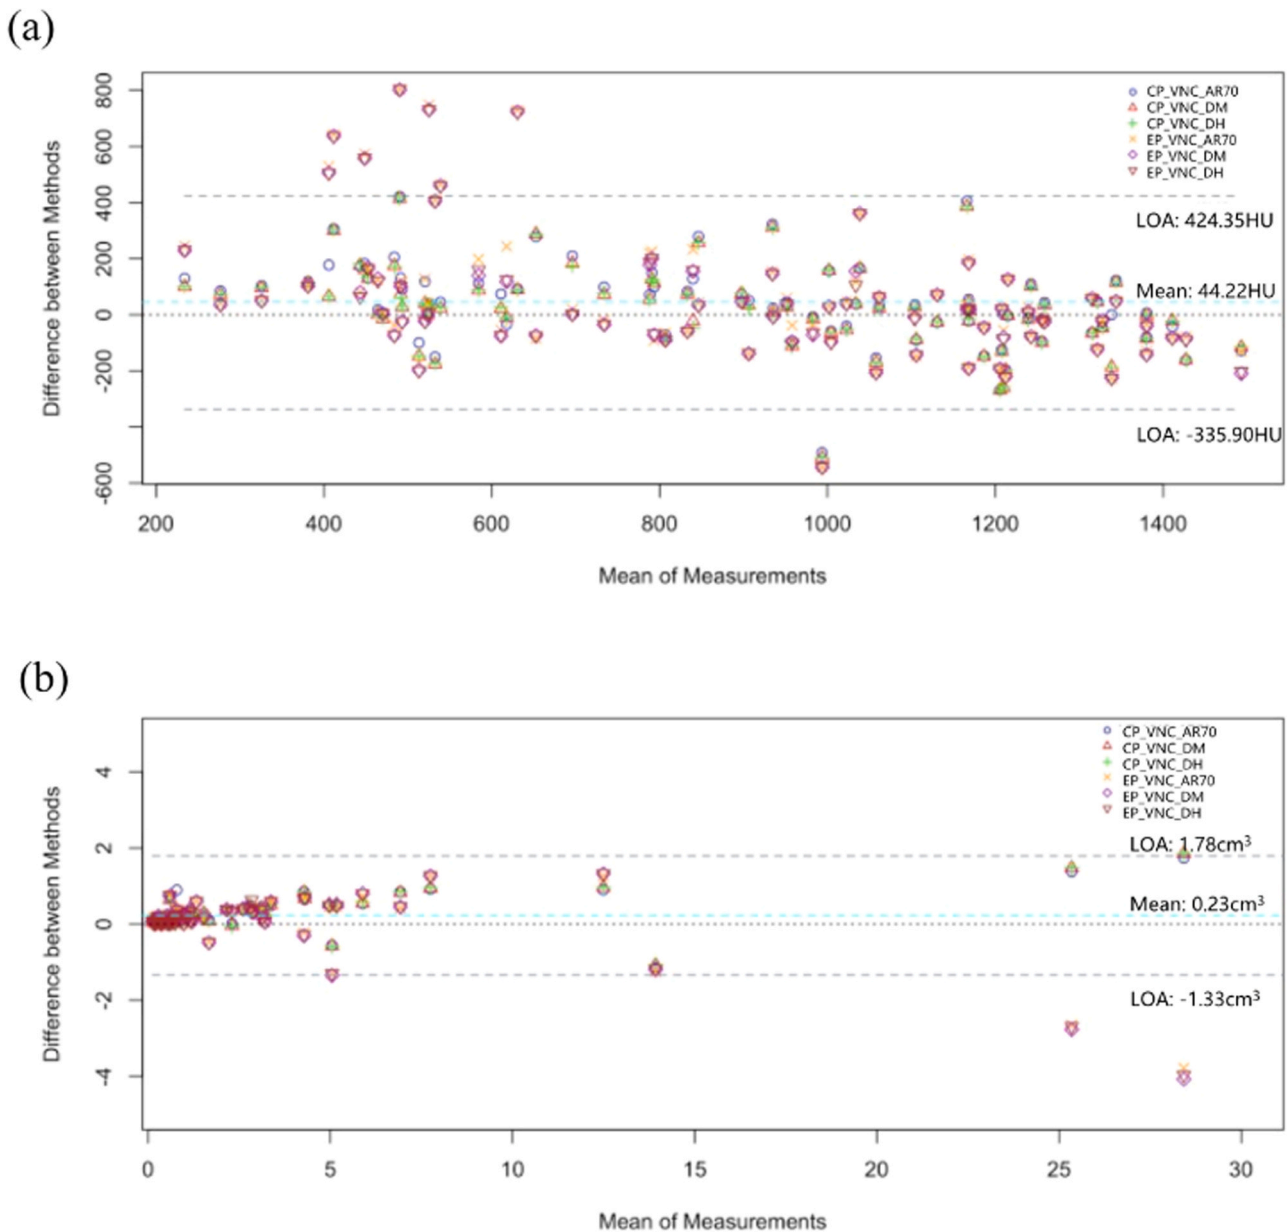 (a)
Difference between Methods
800
600
400
200
0
-200
-600
CP_VNC_AR70
CP_VNC_DM
CP_VNC_DH
EP_VNC_AR70
EP_VNC_DM
EP_VNC_DH
LOA: 424.35HU
Mean: 44.22HU
LOA: -335.90HU
200 400 600 800 1000 1200 1400
Mean of Measurements
(b)
Difference between Methods
4
2
0
-2
-4
CP_VNC_AR70
CP_VNC_DM
CP_VNC_DH
EP_VNC_AR70
EP_VNC_DM
EP_VNC_DH
LOA: 1.78cm³
Mean: 0.23cm³
LOA: -1.33cm³
0 5 10 15 20 25 30
Mean of Measurements